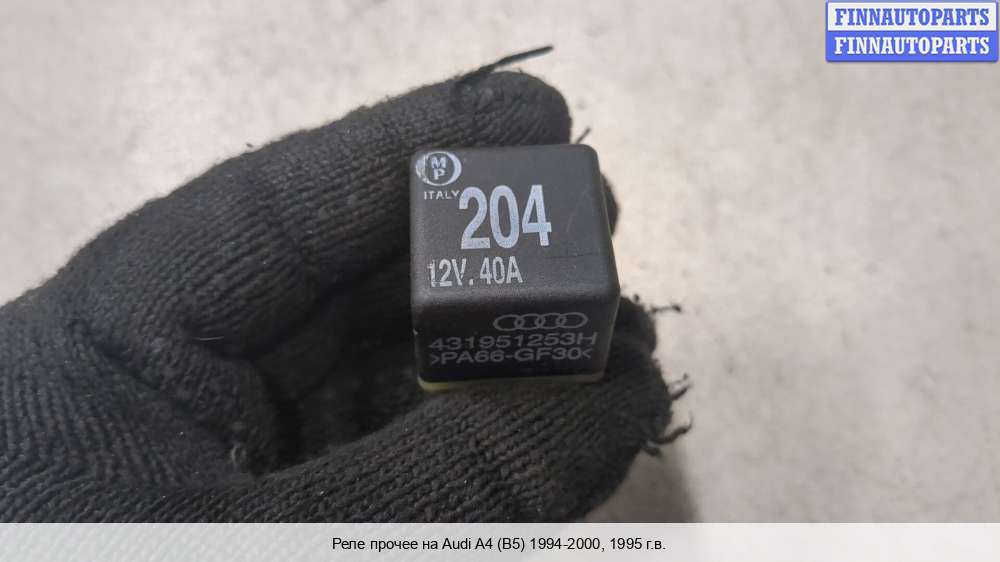 FINNAUTOPARTS
FINNAUTOPARTS
MP
ITALY
204
12V. 40A
431951253H
>PA66-GF30<
Реле прочее на Audi A4 (B5) 1994-2000, 1995 г.в.